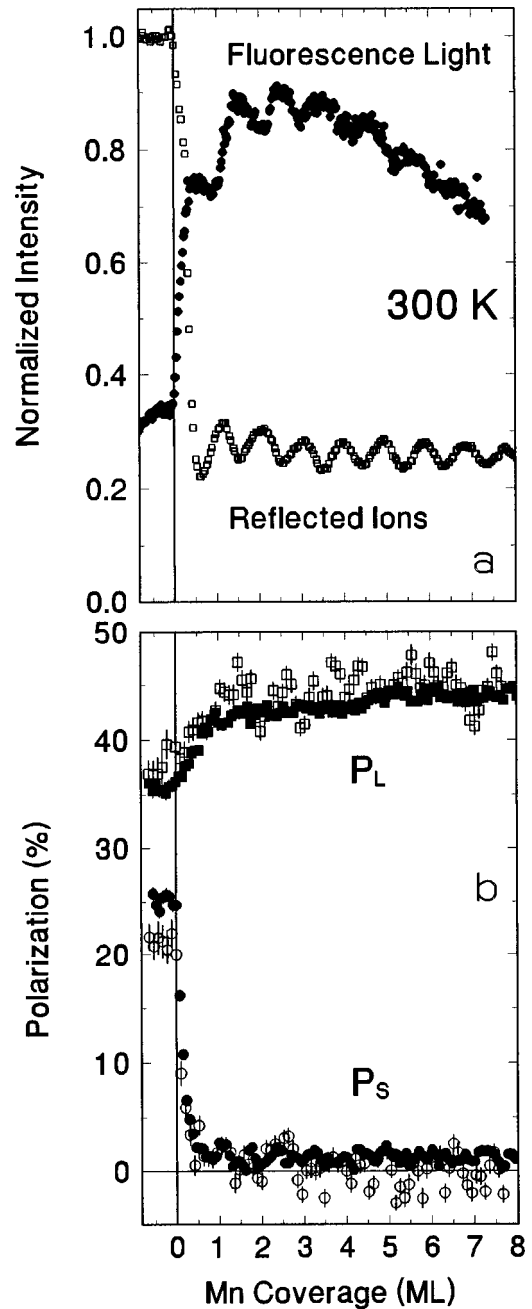 1.0
Fluorescence Light
0.8
Normalized Intensity
0.6
300 K
0.4
0.2
Reflected Ions
a
0.0
50
40
P_L
30
b
Polarization (%)
20
10
P_S
0
0 1 2 3 4 5 6 7 8
Mn Coverage (ML)